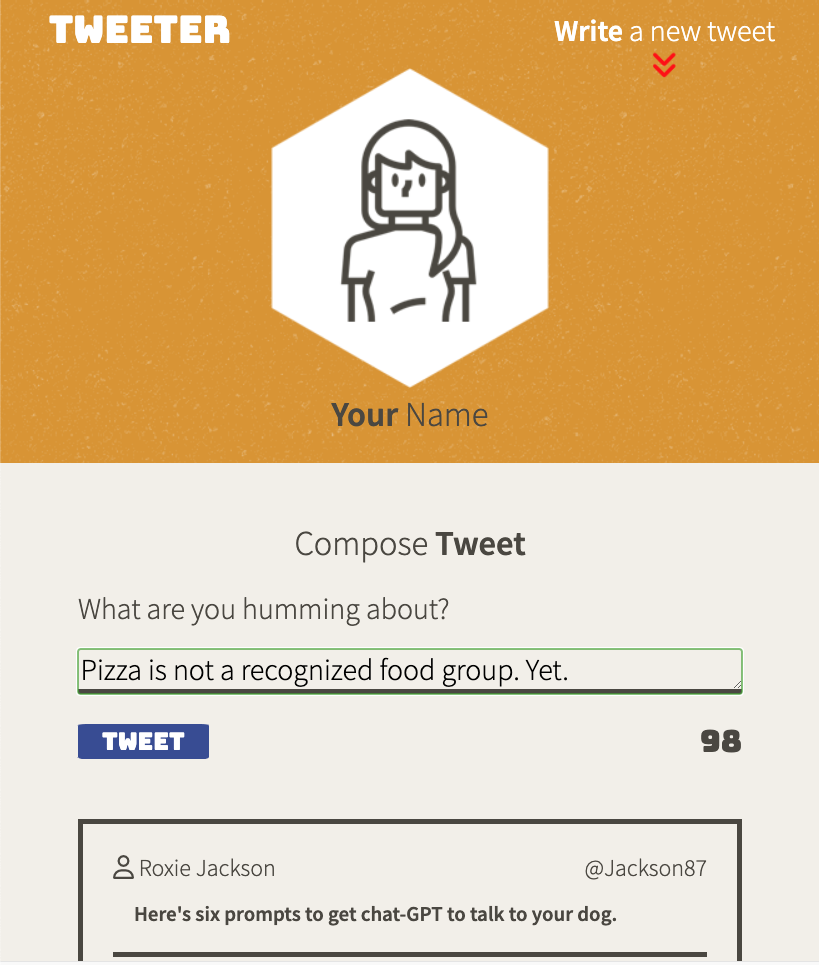 TWEETER
Write a new tweet
Your Name
Compose Tweet
What are you humming about?
Pizza is not a recognized food group. Yet.
TWEET
98
Roxie Jackson
@Jackson87
Here's six prompts to get chat-GPT to talk to your dog.